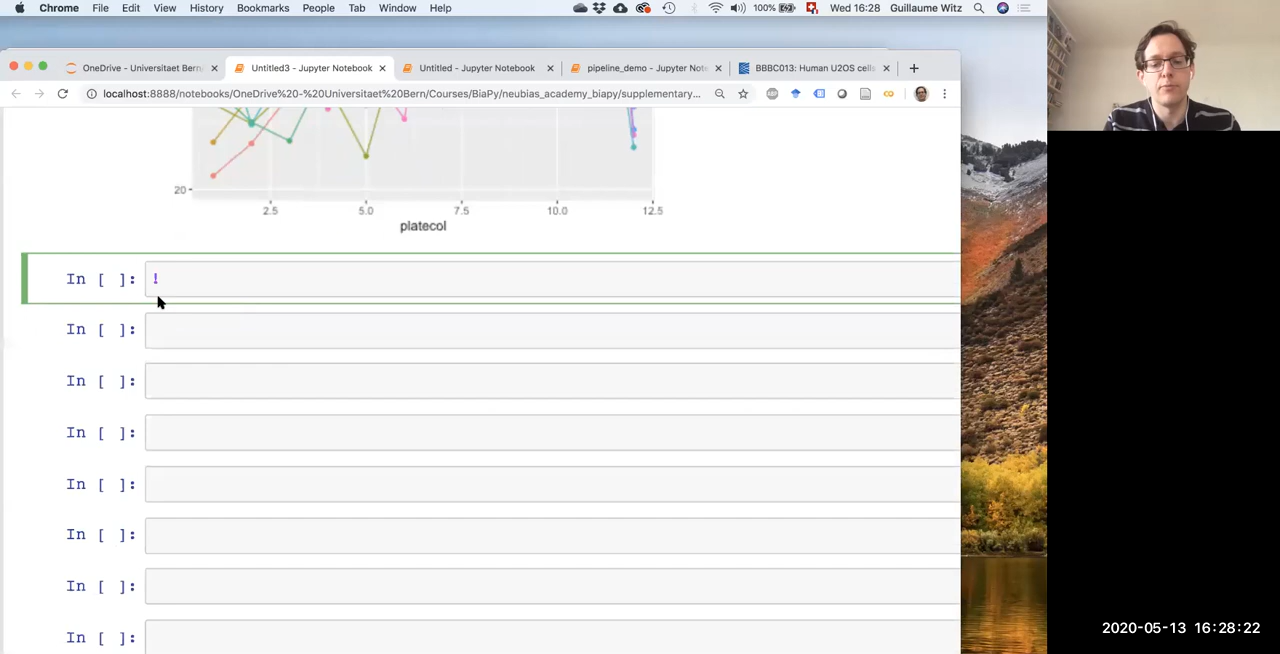 Chrome File Edit View History Bookmarks People Tab Window Help 100% Wed 16:28 Guillaume Witz
OneDrive - Universitaet Bern/ Untitled3 - Jupyter Notebook Untitled - Jupyter Notebook pipeline_demo - Jupyter Note BBBC013: Human U2OS cells
localhost:8888/notebooks/OneDrive%20-%20Universitaet%20Bern/Courses/BiaPy/neubias_academy_biapy/supplementary...
20
2.5 5.0 7.5 10.0 12.5
platecol
In [ ]: !
In [ ]:
In [ ]:
In [ ]:
In [ ]:
In [ ]:
In [ ]:
In [ ]:
2020-05-13 16:28:22